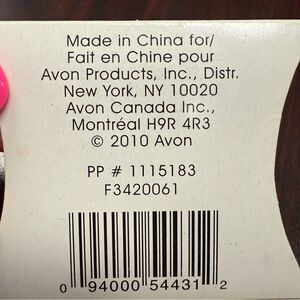 Made in China for/
Fait en Chine pour
Avon Products, Inc., Distr.
New York, NY 10020
Avon Canada Inc.,
Montréal H9R 4R3
© 2010 Avon
PP # 1115183
F3420061
0 94000 54431 2